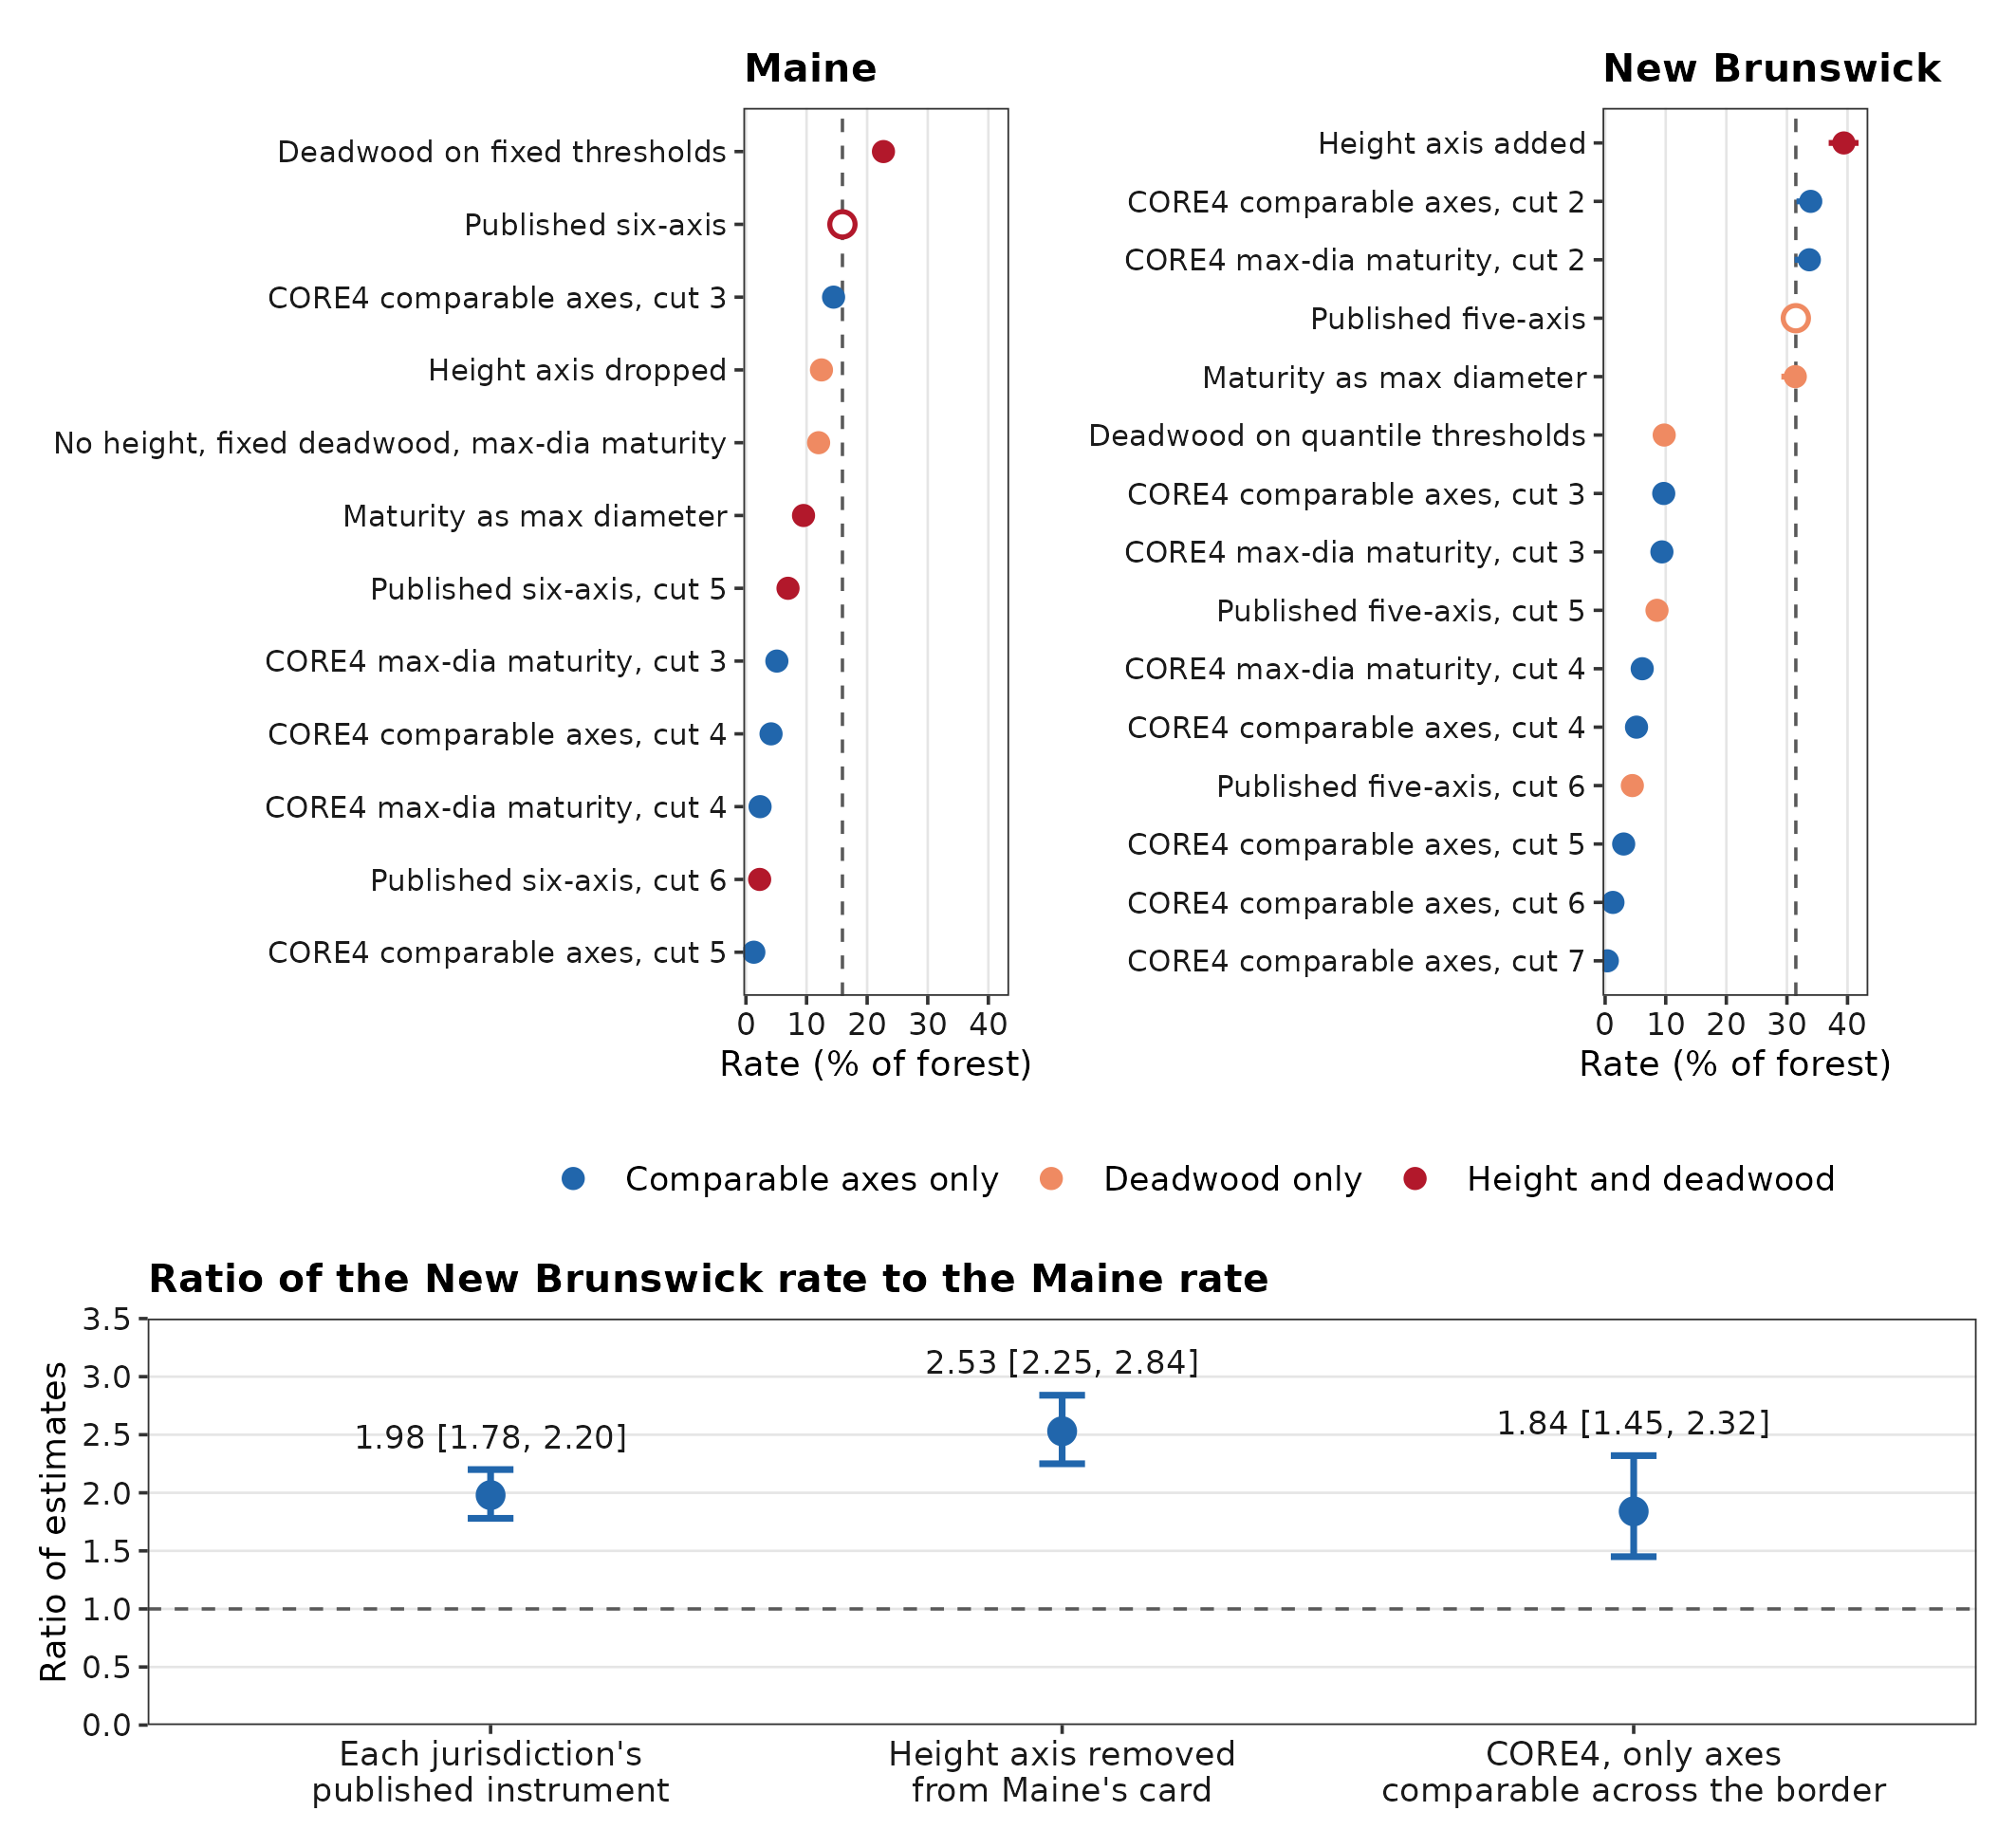 Maine
Deadwood on fixed thresholds
Published six-axis
CORE4 comparable axes, cut 3
Height axis dropped
No height, fixed deadwood, max-dia maturity
Maturity as max diameter
Published six-axis, cut 5
CORE4 max-dia maturity, cut 3
CORE4 comparable axes, cut 4
CORE4 max-dia maturity, cut 4
Published six-axis, cut 6
CORE4 comparable axes, cut 5
0 10 20 30 40
Rate (% of forest)
New Brunswick
Height axis added
CORE4 comparable axes, cut 2
CORE4 max-dia maturity, cut 2
Published five-axis
Maturity as max diameter
Deadwood on quantile thresholds
CORE4 comparable axes, cut 3
CORE4 max-dia maturity, cut 3
Published five-axis, cut 5
CORE4 max-dia maturity, cut 4
CORE4 comparable axes, cut 4
Published five-axis, cut 6
CORE4 comparable axes, cut 5
CORE4 comparable axes, cut 6
CORE4 comparable axes, cut 7
0 10 20 30 40
Rate (% of forest)
Comparable axes only Deadwood only Height and deadwood
Ratio of the New Brunswick rate to the Maine rate
Ratio of estimates
3.5
3.0
2.5
2.0
1.5
1.0
0.5
0.0
1.98 [1.78, 2.20]
2.53 [2.25, 2.84]
1.84 [1.45, 2.32]
Each jurisdiction's
published instrument
Height axis removed
from Maine's card
CORE4, only axes
comparable across the border